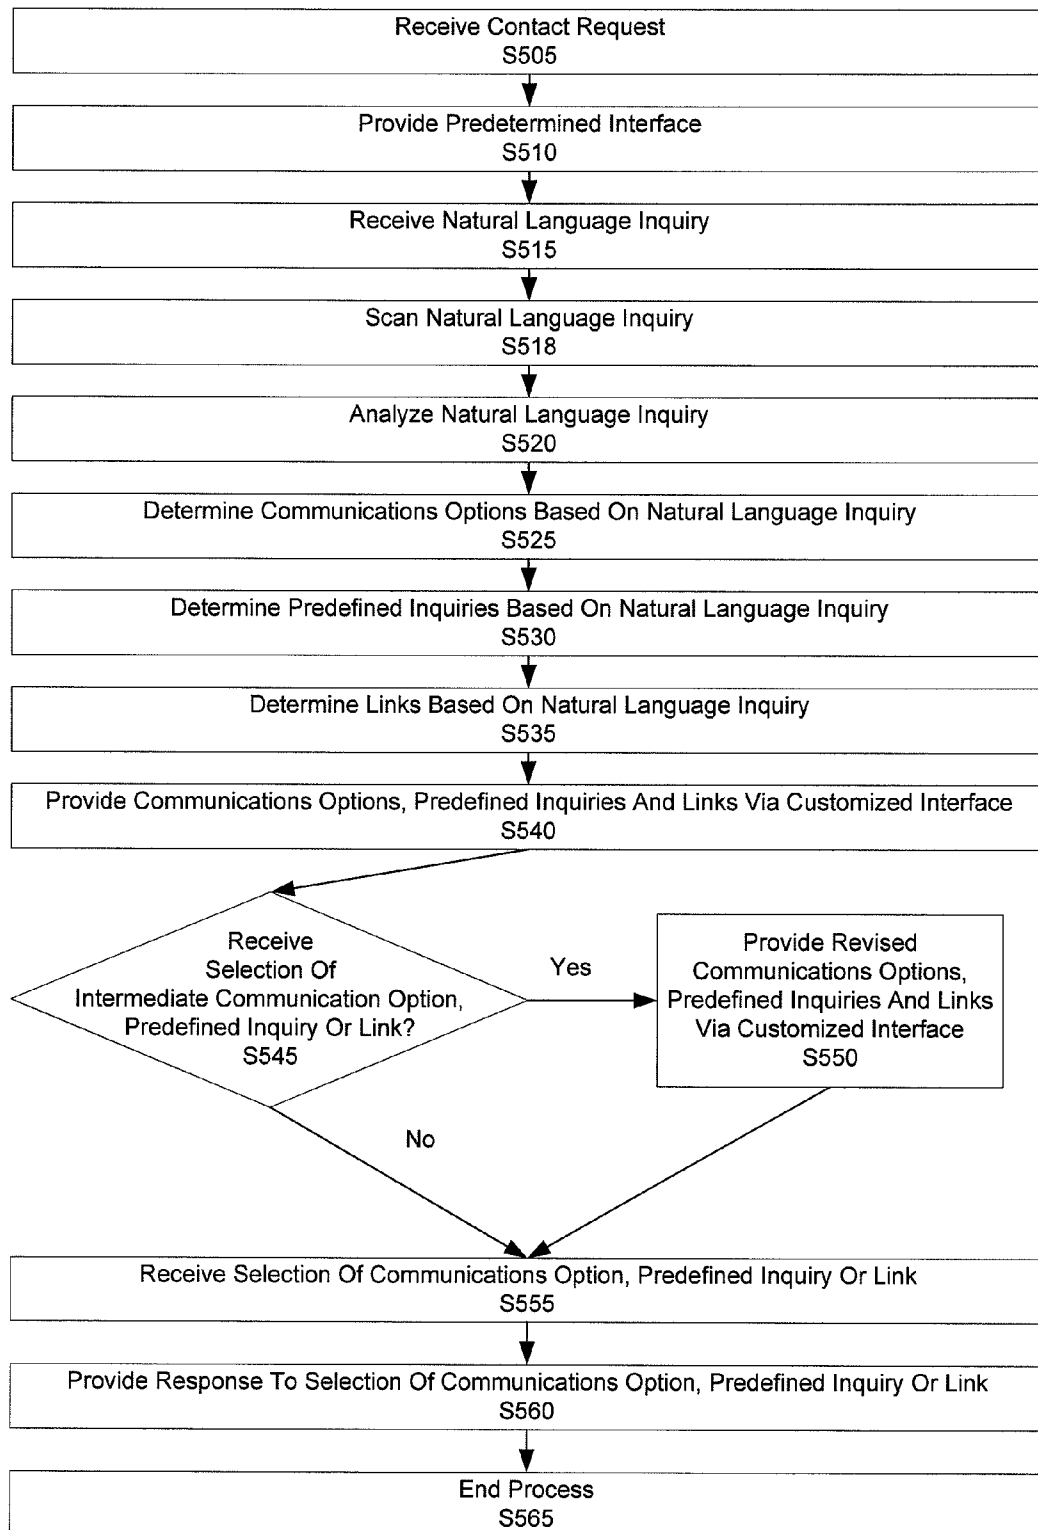 Receive Contact Request
S505
Provide Predetermined Interface
S510
Receive Natural Language Inquiry
S515
Scan Natural Language Inquiry
S518
Analyze Natural Language Inquiry
S520
Determine Communications Options Based On Natural Language Inquiry
S525
Determine Predefined Inquiries Based On Natural Language Inquiry
S530
Determine Links Based On Natural Language Inquiry
S535
Provide Communications Options, Predefined Inquiries And Links Via Customized Interface
S540
Receive
Selection Of
Intermediate Communication Option,
Predefined Inquiry Or Link?
S545
Yes
Provide Revised
Communications Options,
Predefined Inquiries And Links
Via Customized Interface
S550
No
Receive Selection Of Communications Option, Predefined Inquiry Or Link
S555
Provide Response To Selection Of Communications Option, Predefined Inquiry Or Link
S560
End Process
S565